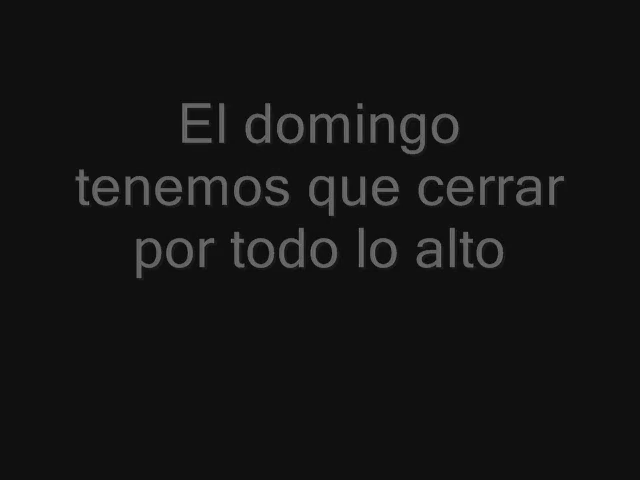 El domingo
tenemos que cerrar
por todo lo alto